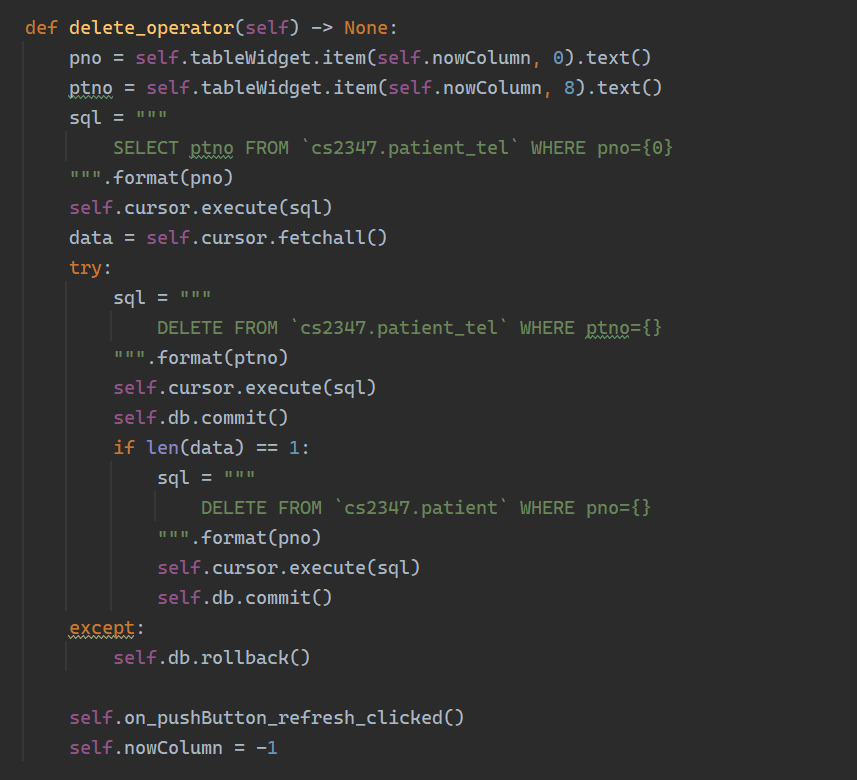 def delete_operator(self) -> None:
    pno = self.tableWidget.item(self.nowColumn, 0).text()
    ptno = self.tableWidget.item(self.nowColumn, 8).text()
    sql = """
        SELECT ptno FROM `cs2347.patient_tel` WHERE pno={0}
    """.format(pno)
    self.cursor.execute(sql)
    data = self.cursor.fetchall()
    try:
        sql = """
            DELETE FROM `cs2347.patient_tel` WHERE ptno={}
        """.format(ptno)
        self.cursor.execute(sql)
        self.db.commit()
        if len(data) == 1:
            sql = """
                DELETE FROM `cs2347.patient` WHERE pno={}
            """.format(pno)
            self.cursor.execute(sql)
            self.db.commit()
    except:
        self.db.rollback()

    self.on_pushButton_refresh_clicked()
    self.nowColumn = -1